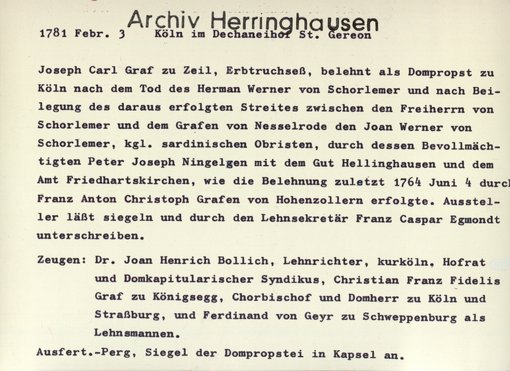 Archiv Herringhausen
1781 Febr. 3 Köln im Dechaneihof St. Gereon
Joseph Carl Graf zu Zeil, Erbtruchseß, belehnt als Dompropst zu
Köln nach dem Tod des Herman Werner von Schorlemer und nach Bei-
legung des daraus erfolgten Streites zwischen den Freiherrn von
Schorlemer und dem Grafen von Nesselrode den Joan Werner von
Schorlemer, kgl. sardinischen Obristen, durch dessen Bevollmäch-
tigten Peter Joseph Ningelgen mit dem Gut Hellinghausen und dem
Amt Friedhartskirchen, wie die Belehnung zuletzt 1764 Juni 4 durc
Franz Anton Christoph Grafen von Hohenzollern erfolgte. Ausstel-
ler läßt siegeln und durch den Lehnsekretär Franz Caspar Egmondt
unterschreiben.
Zeugen: Dr. Joan Henrich Bollich, Lehnrichter, kurköln. Hofrat
und Domkapitularischer Syndikus, Christian Franz Fidelis
Graf zu Königsegg, Chorbischof und Domherr zu Köln und
Straßburg, und Ferdinand von Geyr zu Schweppenburg als
Lehnsmannen.
Ausfert.-Perg, Siegel der Dompropstei in Kapsel an.